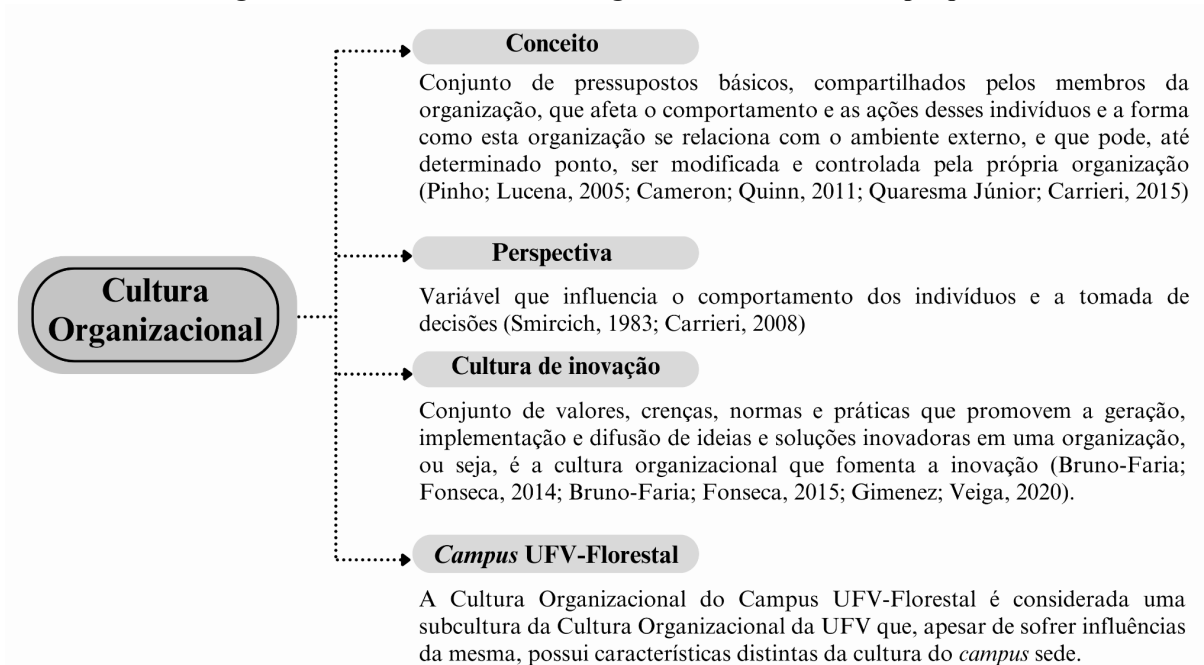 Conceito
Conjunto de pressupostos básicos, compartilhados pelos membros da
organização, que afeta o comportamento e as ações desses indivíduos e a forma
como esta organização se relaciona com o ambiente externo, e que pode, até
determinado ponto, ser modificada e controlada pela própria organização
(Pinho; Lucena, 2005; Cameron; Quinn, 2011; Quaresma Júnior; Carrieri, 2015)
Perspectiva
Variável que influencia o comportamento dos indivíduos e a tomada de
decisões (Smircich, 1983; Carrieri, 2008)
Cultura
Organizacional
Cultura de inovação
Conjunto de valores, crenças, normas e práticas que promovem a geração,
implementação e difusão de ideias e soluções inovadoras em uma organização,
ou seja, é a cultura organizacional que fomenta a inovação (Bruno-Faria;
Fonseca, 2014; Bruno-Faria; Fonseca, 2015; Gimenez; Veiga, 2020).
Campus UFV-Florestal
A Cultura Organizacional do Campus UFV-Florestal é considerada uma
subcultura da Cultura Organizacional da UFV que, apesar de sofrer influências
da mesma, possui características distintas da cultura do campus sede.